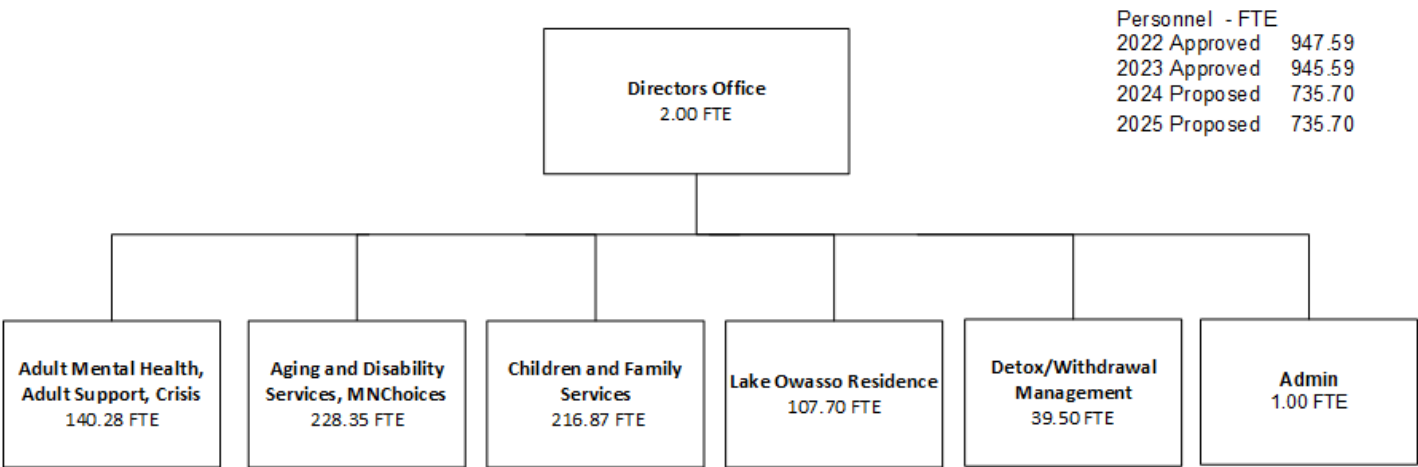 Personnel - FTE
2022 Approved 947.59
2023 Approved 945.59
2024 Proposed 735.70
2025 Proposed 735.70
Directors Office
2.00 FTE
Adult Mental Health,
Adult Support, Crisis
140.28 FTE
Aging and Disability
Services, MNChoices
228.35 FTE
Children and Family
Services
216.87 FTE
Lake Owasso Residence
107.70 FTE
Detox/Withdrawal
Management
39.50 FTE
Admin
1.00 FTE